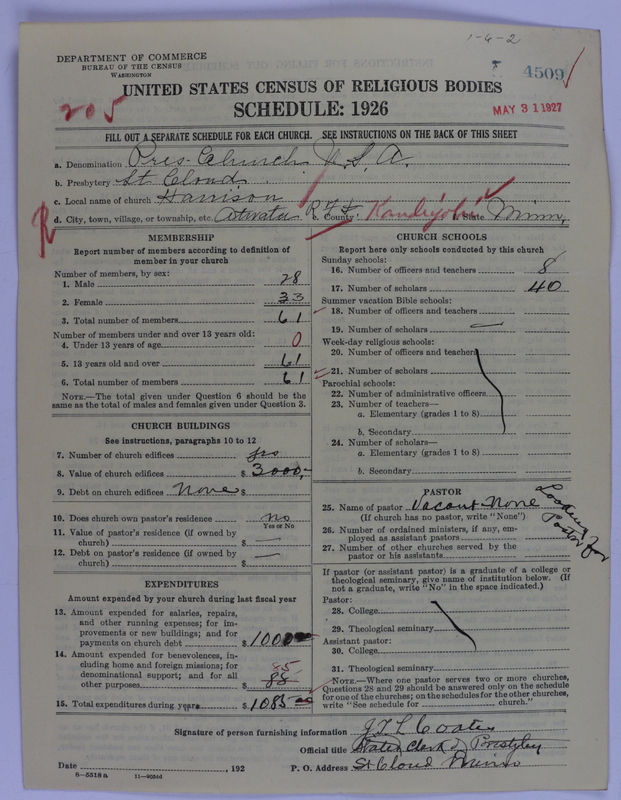 1-6-2
DEPARTMENT OF COMMERCE
BUREAU OF THE CENSUS
WASHINGTON
4509
205
UNITED STATES CENSUS OF RELIGIOUS BODIES
SCHEDULE: 1926
MAY 31 1927
FILL OUT A SEPARATE SCHEDULE FOR EACH CHURCH. SEE INSTRUCTIONS ON THE BACK OF THIS SHEET
a. Denomination Pres. Church U.S.A.
b. Presbytery St Cloud
c. Local name of church Harrison
d. City, town, village, or township, etc. Atwater e. County Kandiyohi f. State Minn,
R
MEMBERSHIP
Report number of members according to definition of
member in your church
Number of members, by sex:
1. Male 28
2. Female 33
3. Total number of members 61
Number of members under and over 13 years old:
4. Under 13 years of age 0
5. 13 years old and over 61
6. Total number of members 61
NOTE.—The total given under Question 6 should be the
same as the total of males and females given under Question 3.
CHURCH BUILDINGS
See instructions, paragraphs 10 to 12
7. Number of church edifices
8. Value of church edifices $ 3000,-
9. Debt on church edifices None $
10. Does church own pastor's residence No
Yes or No
11. Value of pastor's residence (if owned by
church) $ —
12. Debt on pastor's residence (if owned by
church) $ —
EXPENDITURES
Amount expended by your church during last fiscal year
13. Amount expended for salaries, repairs,
and other running expenses; for im-
provements or new buildings; and for
payments on church debt $ 1000
14. Amount expended for benevolences, in-
cluding home and foreign missions; for
denominational support; and for all 85
other purposes $ 88
15. Total expenditures during year $ 1085
CHURCH SCHOOLS
Report here only schools conducted by this church
Sunday schools:
16. Number of officers and teachers 8
17. Number of scholars 40
Summer vacation Bible schools:
18. Number of officers and teachers
19. Number of scholars —
Week-day religious schools:
20. Number of officers and teachers
21. Number of scholars
Parochial schools:
22. Number of administrative officers
23. Number of teachers—
a. Elementary (grades 1 to 8)
b. Secondary
24. Number of scholars—
a. Elementary (grades 1 to 8)
b. Secondary
PASTOR
25. Name of pastor Vacant-None Looking for Pastor
(If church has no pastor, write "None")
26. Number of ordained ministers, if any, em-
ployed as assistant pastors
27. Number of other churches served by the
pastor or his assistants
If pastor (or assistant pastor) is a graduate of a college or
theological seminary, give name of institution below. (If
not a graduate, write "No" in the space indicated.)
Pastor:
28. College
29. Theological seminary
Assistant pastor:
30. College
31. Theological seminary
NOTE.—Where one pastor serves two or more churches,
Questions 28 and 29 should be answered only on the schedule
for one of the churches; on the schedules for the other churches,
write "See schedule for church."
Signature of person furnishing information Coates
Official title Stated Clerk of Presbytery
Date , 192 P. O. Address St Cloud Minn
8—5518a 11—90540